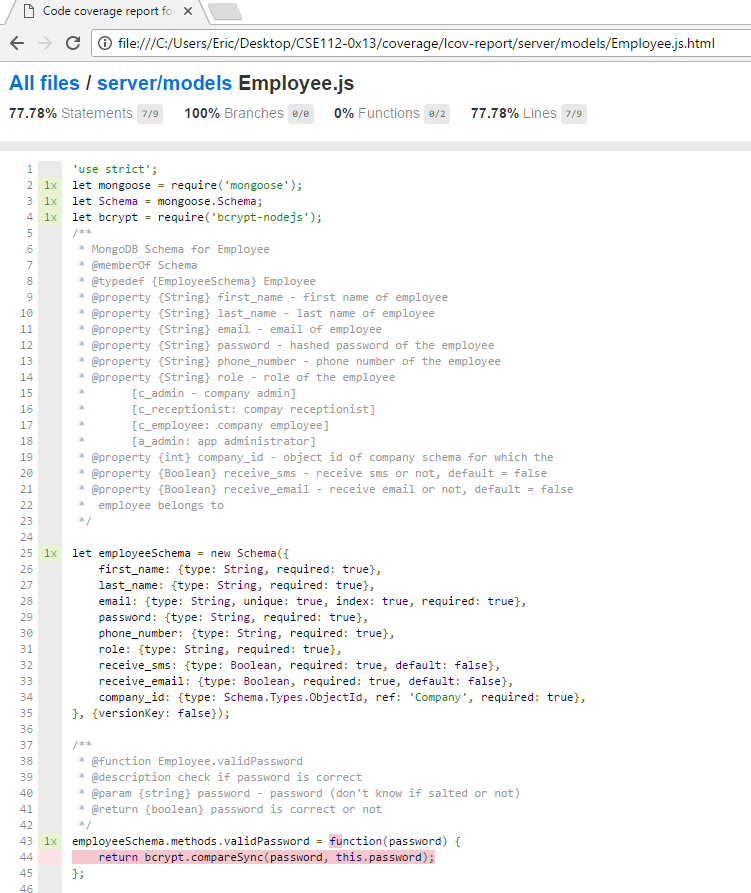 Code coverage report fo
file:///C:/Users/Eric/Desktop/CSE112-0x13/coverage/lcov-report/server/models/Employee.js.html
All files / server/models Employee.js
77.78% Statements 7/9 100% Branches 0/0 0% Functions 0/2 77.78% Lines 7/9
1 'use strict';
2 1x let mongoose = require('mongoose');
3 1x let Schema = mongoose.Schema;
4 1x let bcrypt = require('bcrypt-nodejs');
5 /**
6 * MongoDB Schema for Employee
7 * @memberOf Schema
8 * @typedef {EmployeeSchema} Employee
9 * @property {String} first_name - first name of employee
10 * @property {String} last_name - last name of employee
11 * @property {String} email - email of employee
12 * @property {String} password - hashed password of the employee
13 * @property {String} phone_number - phone number of the employee
14 * @property {String} role - role of the employee
15 * [c_admin - company admin]
16 * [c_receptionist: compay receptionist]
17 * [c_employee: company employee]
18 * [a_admin: app administrator]
19 * @property {int} company_id - object id of company schema for which the
20 * @property {Boolean} receive_sms - receive sms or not, default = false
21 * @property {Boolean} receive_email - receive email or not, default = false
22 * employee belongs to
23 */
24
25 1x let employeeSchema = new Schema({
26 first_name: {type: String, required: true},
27 last_name: {type: String, required: true},
28 email: {type: String, unique: true, index: true, required: true},
29 password: {type: String, required: true},
30 phone_number: {type: String, required: true},
31 role: {type: String, required: true},
32 receive_sms: {type: Boolean, required: true, default: false},
33 receive_email: {type: Boolean, required: true, default: false},
34 company_id: {type: Schema.Types.ObjectId, ref: 'Company', required: true},
35 }, {versionKey: false});
36
37 /**
38 * @function Employee.validPassword
39 * @description check if password is correct
40 * @param {string} password - password (don't know if salted or not)
41 * @return {boolean} password is correct or not
42 */
43 1x employeeSchema.methods.validPassword = function(password) {
44 return bcrypt.compareSync(password, this.password);
45 };
46